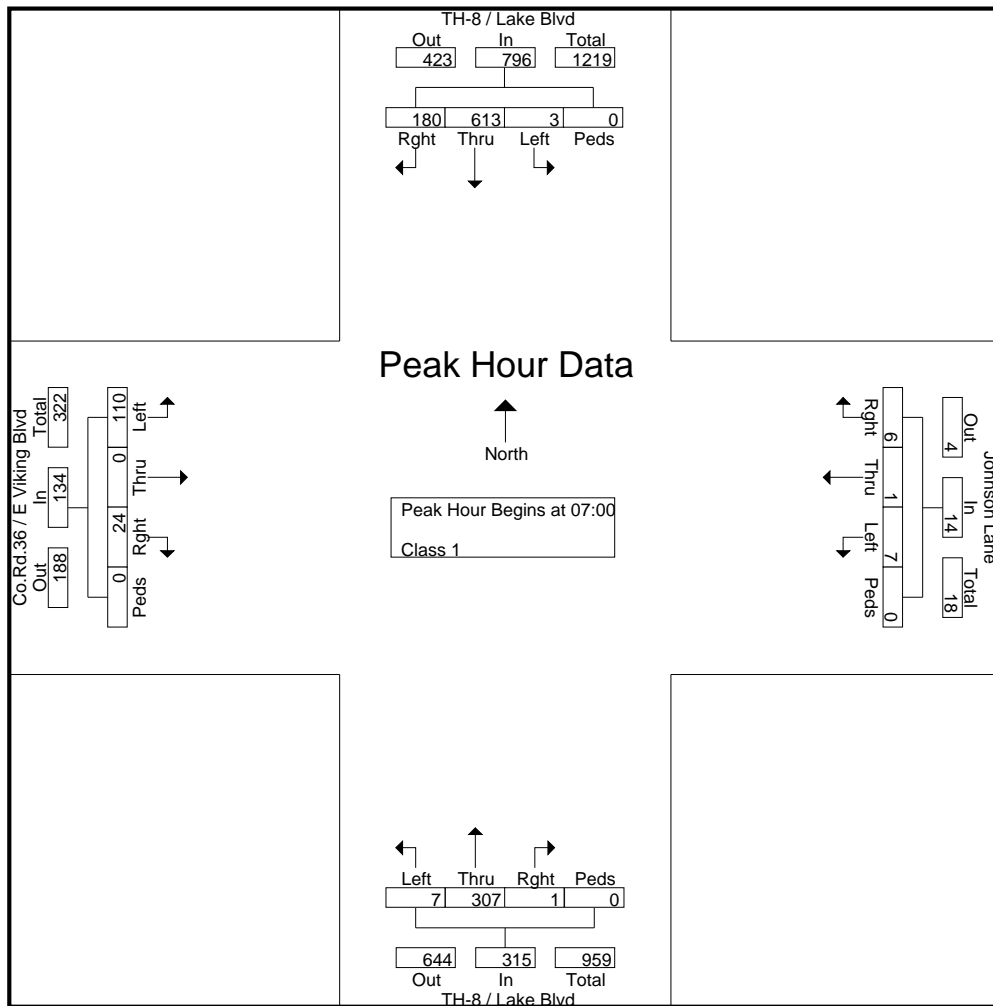 TH-8 / Lake Blvd
Out In Total
423 796 1219
180 613 3 0
Rght Thru Left Peds
Peak Hour Data
North
Peak Hour Begins at 07:00
Class 1
Co.Rd.36 / E Viking Blvd
Out In Total
188 134 322
110 0 24 0
Left Thru Rght Peds
Johnson Lane
Out In Total
4 14 18
6 1 7 0
Rght Thru Left Peds
Left Thru Rght Peds
7 307 1 0
644 315 959
Out In Total
TH-8 / Lake Blvd